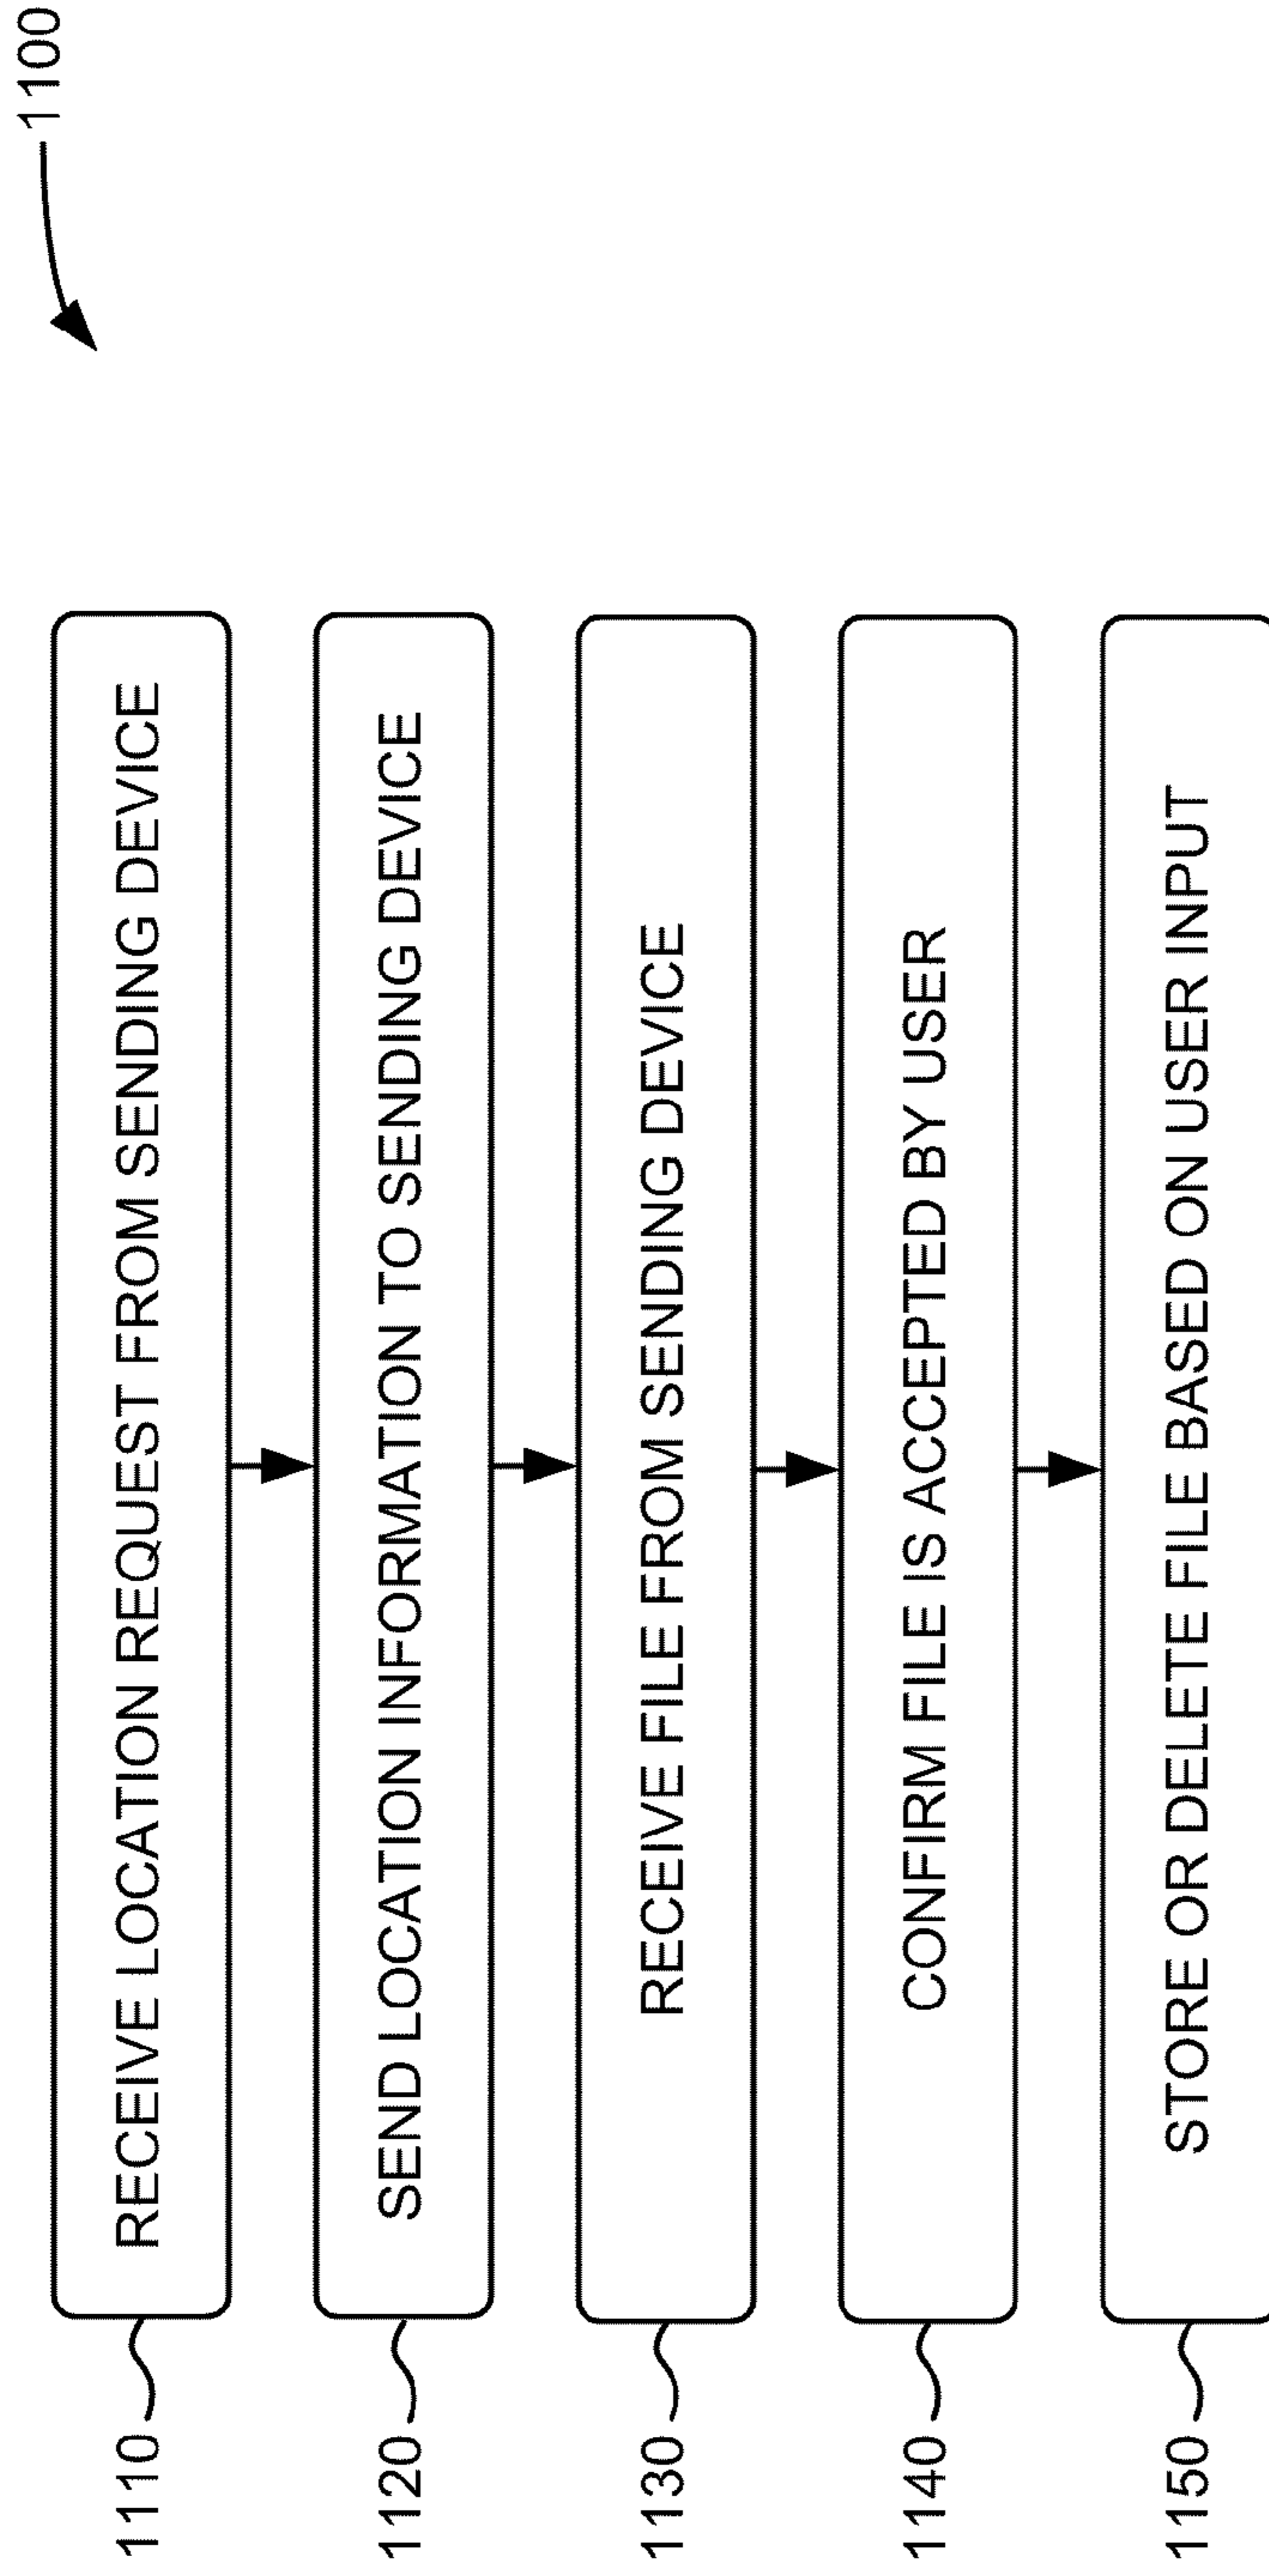 1100
1110 RECEIVE LOCATION REQUEST FROM SENDING DEVICE
1120 SEND LOCATION INFORMATION TO SENDING DEVICE
1130 RECEIVE FILE FROM SENDING DEVICE
1140 CONFIRM FILE IS ACCEPTED BY USER
1150 STORE OR DELETE FILE BASED ON USER INPUT